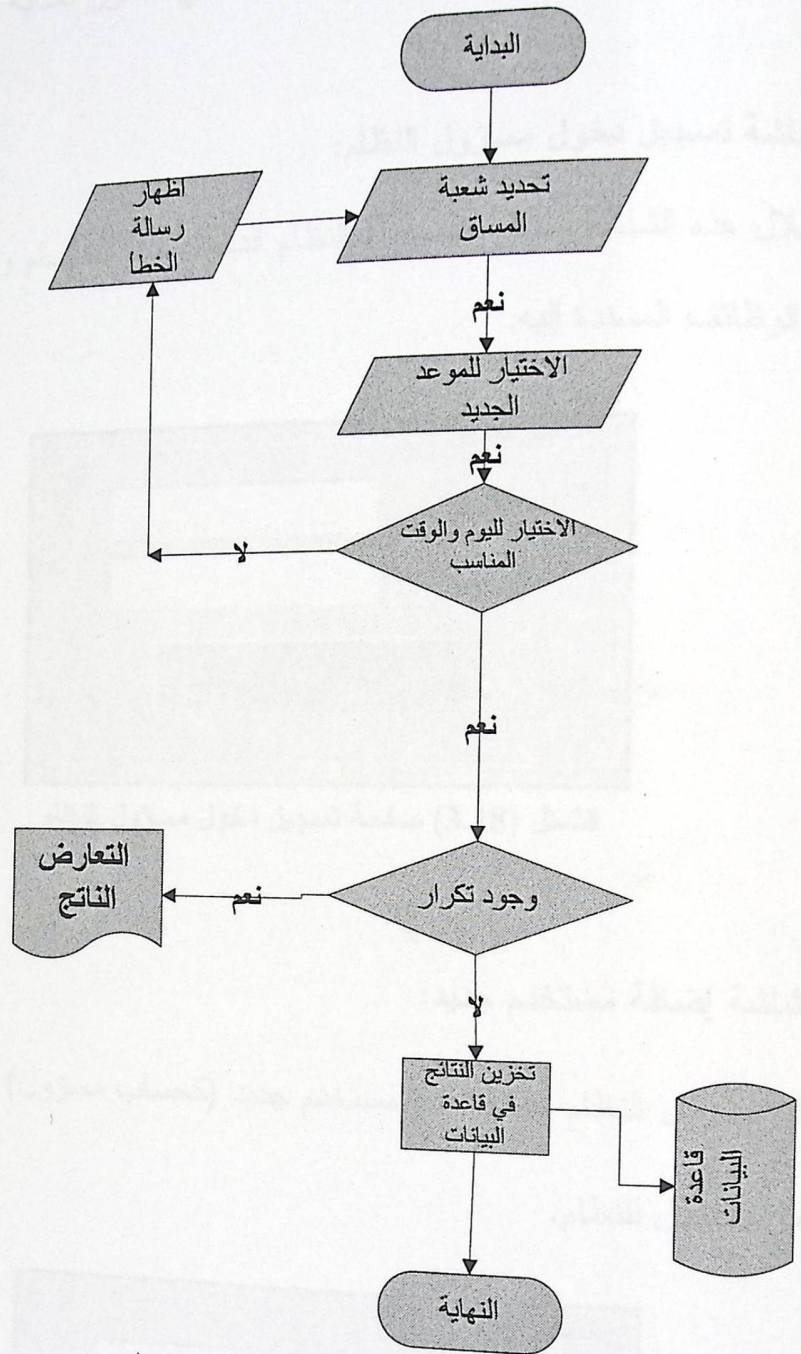 البداية
تحديد شعبة
المساق
اظهار
رسالة
الخطا
نعم
الاختيار للموعد
الجديد
نعم
الاختيار لليوم والوقت
المناسب
لا
نعم
وجود تكرار
نعم
التعارض
الناتج
لا
تخزين النتائج
في قاعدة
البيانات
قاعدة
البيانات
النهاية